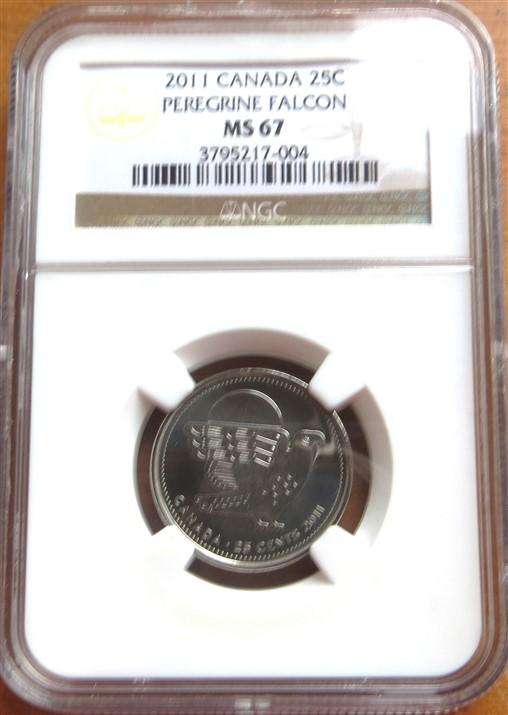 2011 CANADA 25C
PEREGRINE FALCON
MS 67
3795217-004
NGC
CANADA · 25 CENTS · 2011